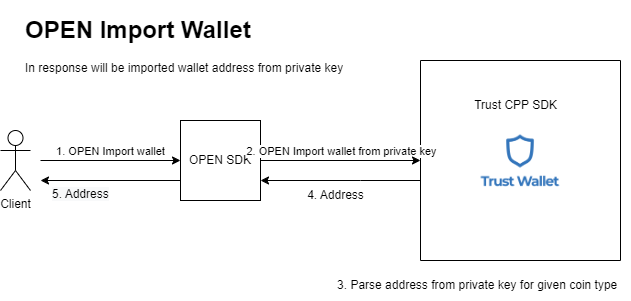 OPEN Import Wallet
In response will be imported wallet address from private key
Trust CPP SDK
1. OPEN Import wallet
OPEN SDK
2. OPEN Import wallet from private key
Trust Wallet
5. Address
4. Address
Client
3. Parse address from private key for given coin type